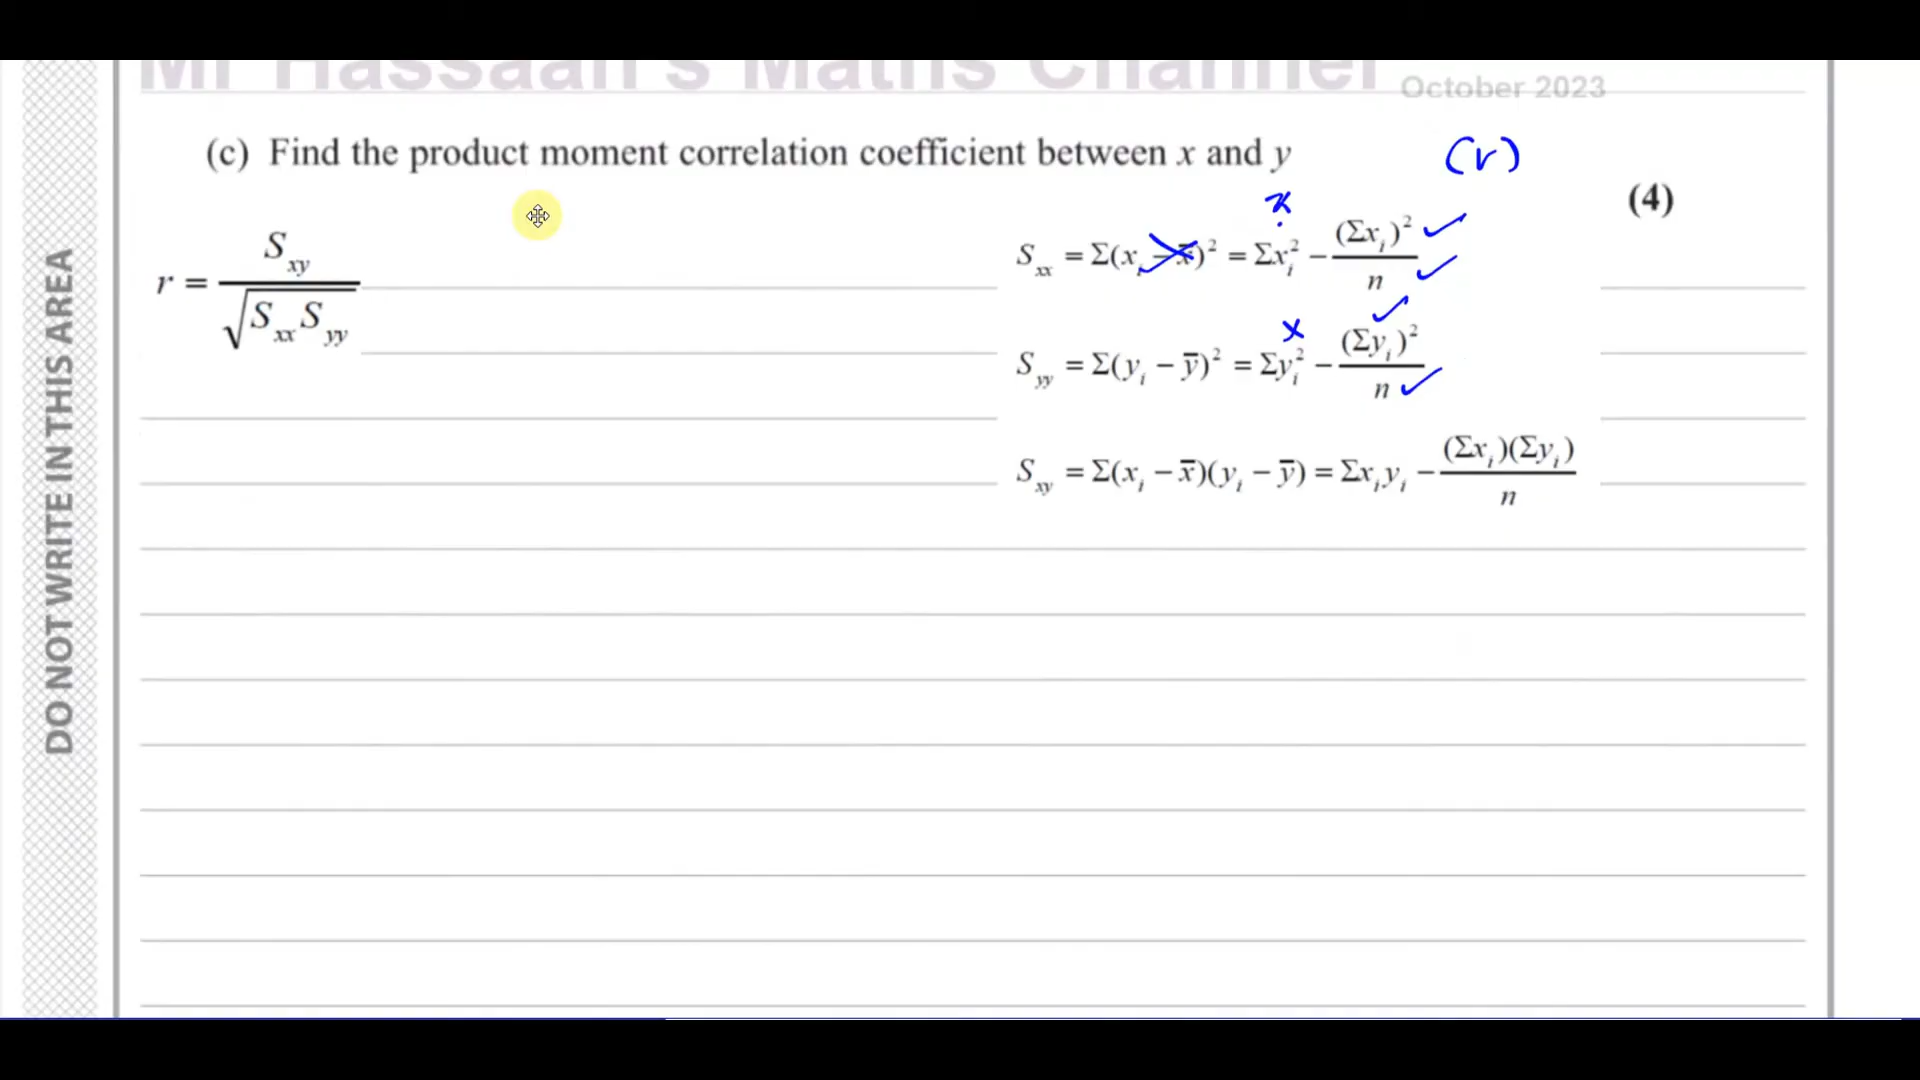 Mr Hassaan's Maths Channel
October 2023
(c) Find the product moment correlation coefficient between x and y
(r)
(4)
r = S_xy / √(S_xx S_yy)
x
S_xx = Σ(x_i − x̄)² = Σx_i² − (Σx_i)² / n ✓ ✓
x ✓
S_yy = Σ(y_i − ȳ)² = Σy_i² − (Σy_i)² / n ✓
S_xy = Σ(x_i − x̄)(y_i − ȳ) = Σx_i y_i − (Σx_i)(Σy_i) / n
DO NOT WRITE IN THIS AREA